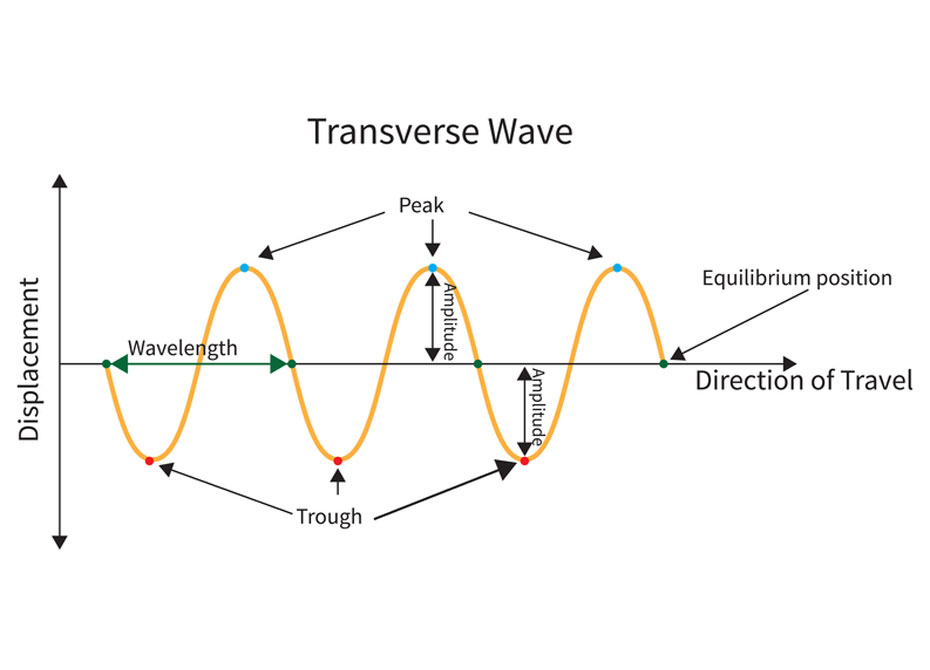 Transverse Wave
Peak
Equilibrium position
Amplitude
Wavelength
Displacement
Amplitude
Direction of Travel
Trough